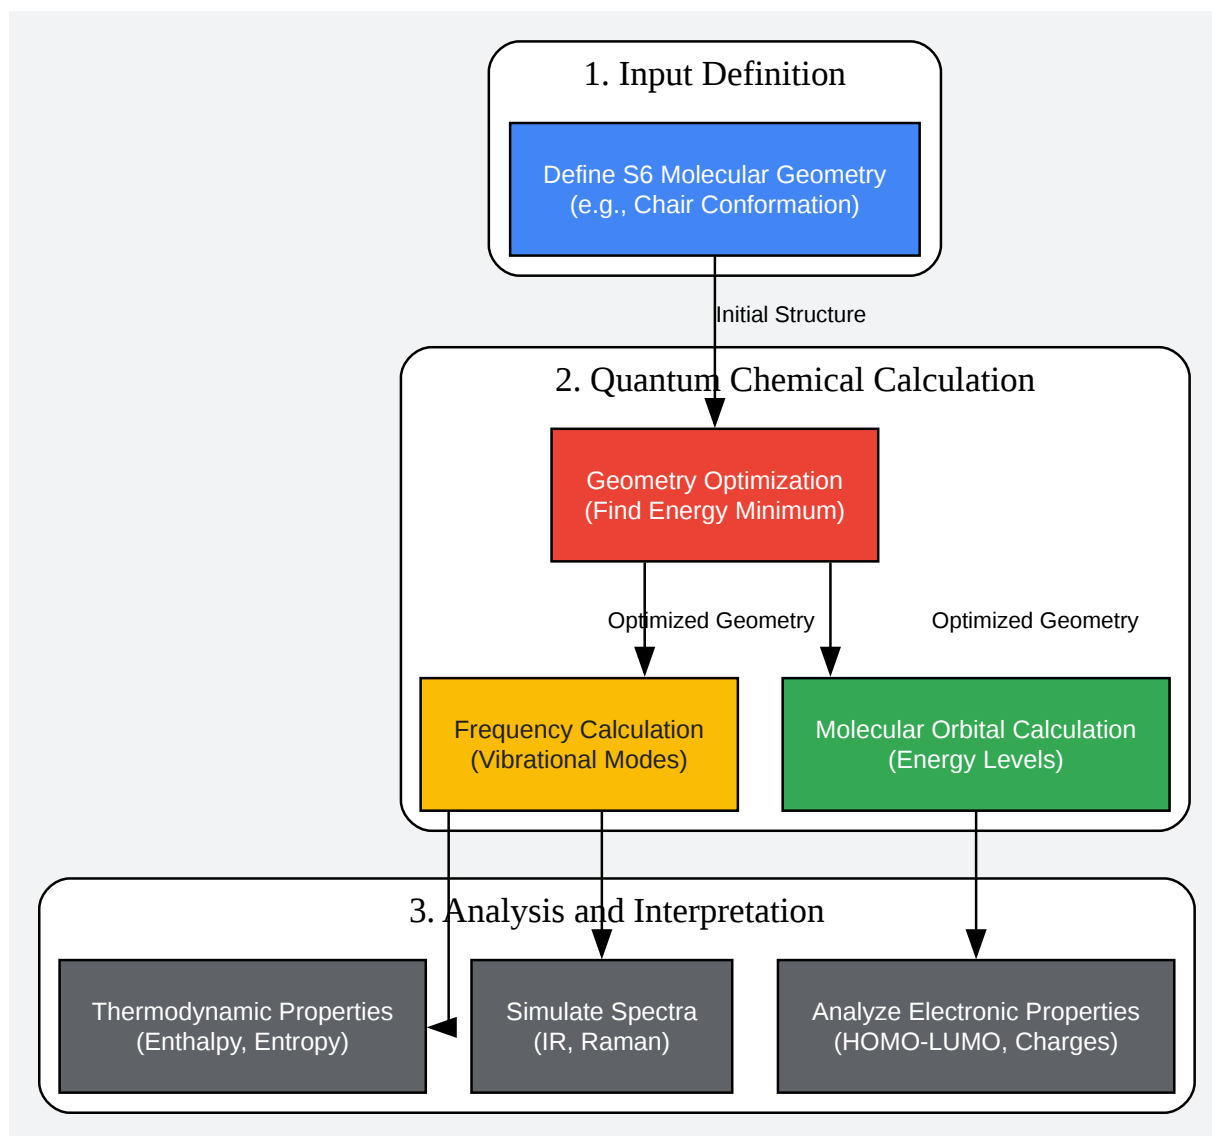 1. Input Definition
Define S6 Molecular Geometry
(e.g., Chair Conformation)
Initial Structure
2. Quantum Chemical Calculation
Geometry Optimization
(Find Energy Minimum)
Optimized Geometry
Optimized Geometry
Frequency Calculation
(Vibrational Modes)
Molecular Orbital Calculation
(Energy Levels)
3. Analysis and Interpretation
Thermodynamic Properties
(Enthalpy, Entropy)
Simulate Spectra
(IR, Raman)
Analyze Electronic Properties
(HOMO-LUMO, Charges)